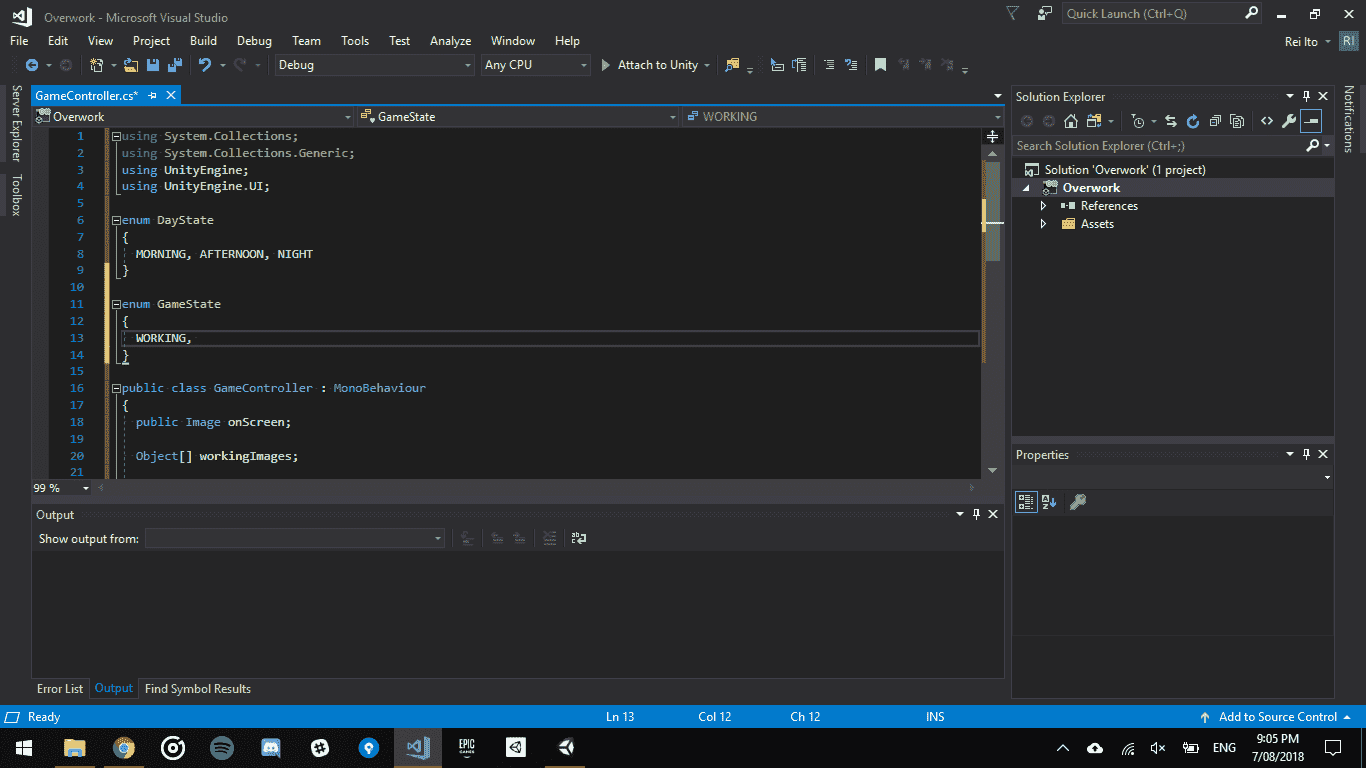 Overwork - Microsoft Visual Studio
Quick Launch (Ctrl+Q)
File Edit View Project Build Debug Team Tools Test Analyze Window Help
Rei Ito RI
Debug Any CPU Attach to Unity
Server Explorer
Toolbox
GameController.cs*
Overwork GameState WORKING
1 using System.Collections;
2 using System.Collections.Generic;
3 using UnityEngine;
4 using UnityEngine.UI;
5
6 enum DayState
7 {
8 MORNING, AFTERNOON, NIGHT
9 }
10
11 enum GameState
12 {
13 WORKING,
14 }
15
16 public class GameController : MonoBehaviour
17 {
18 public Image onScreen;
19
20 Object[] workingImages;
21
99 %
Output
Show output from:
Error List Output Find Symbol Results
Solution Explorer
Search Solution Explorer (Ctrl+;)
Solution 'Overwork' (1 project)
Overwork
References
Assets
Properties
Notifications
Ready Ln 13 Col 12 Ch 12 INS Add to Source Control
EPIC GAMES
ENG
9:05 PM
7/08/2018